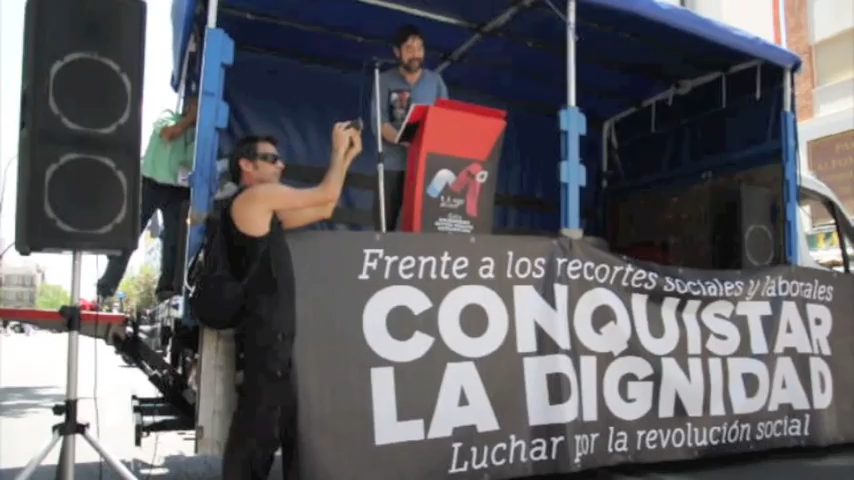 Frente a los recortes sociales y laborales
CONQUISTAR
LA DIGNIDAD
Luchar por la revolución social